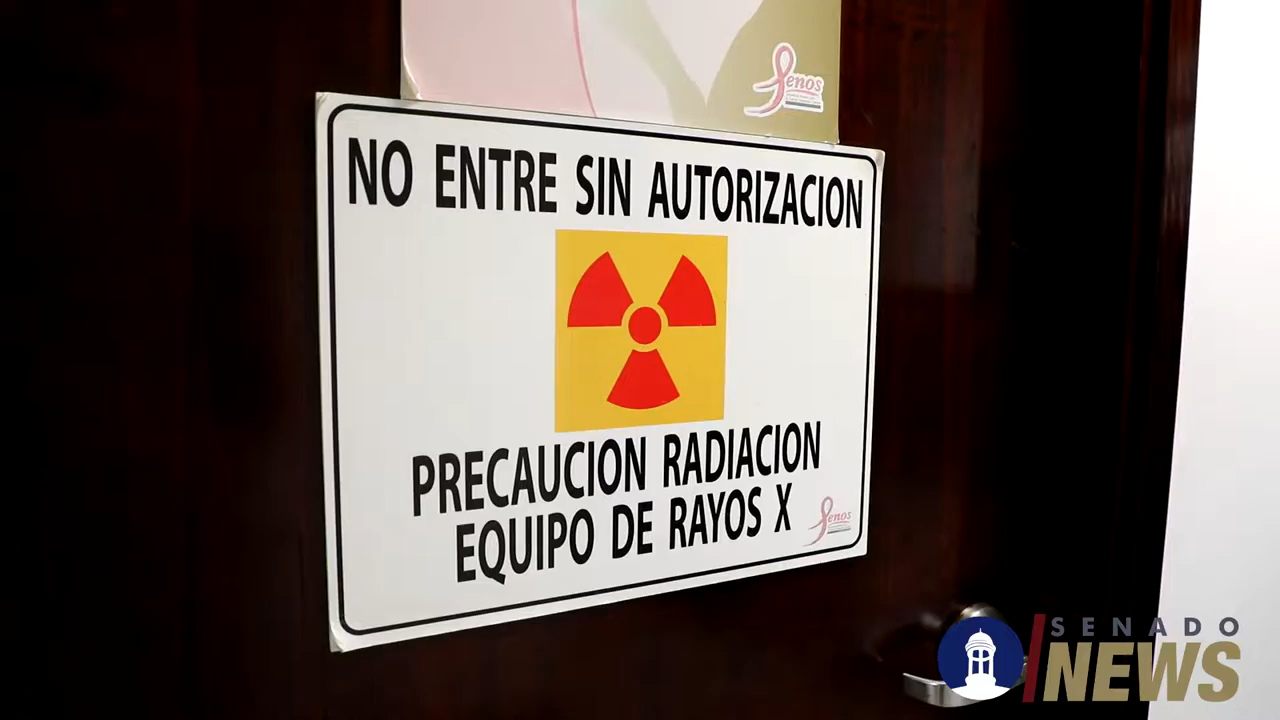 Senos
NO ENTRE SIN AUTORIZACION
PRECAUCION RADIACION
EQUIPO DE RAYOS X
Senos
SENADO
NEWS